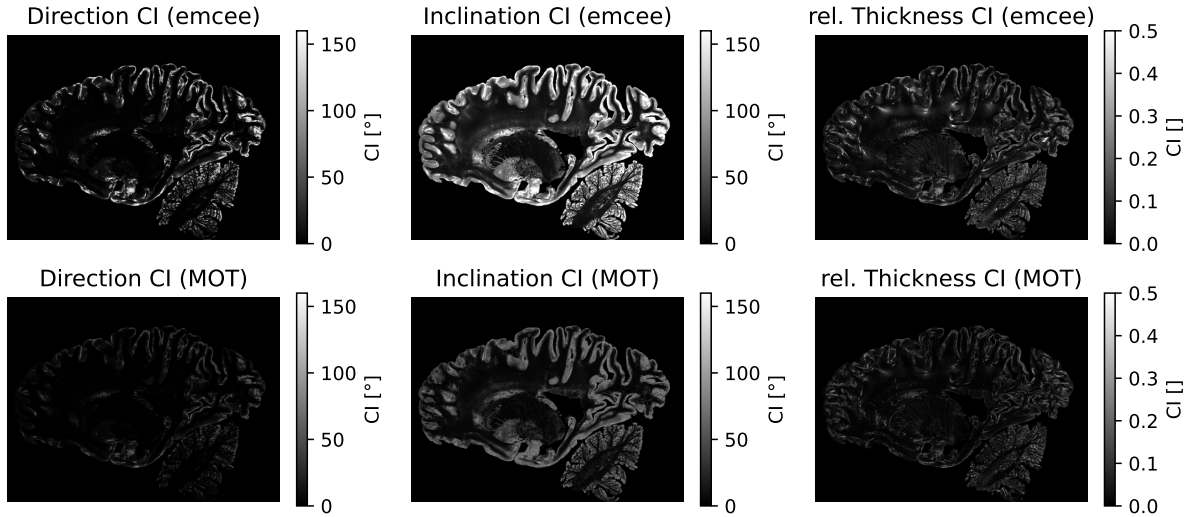 Direction CI (emcee)
Inclination CI (emcee)
rel. Thickness CI (emcee)
150
100
50
0
CI [°]
150
100
50
0
CI [°]
0.5
0.4
0.3
0.2
0.1
0.0
CI []
Direction CI (MOT)
Inclination CI (MOT)
rel. Thickness CI (MOT)
150
100
50
0
CI [°]
150
100
50
0
CI [°]
0.5
0.4
0.3
0.2
0.1
0.0
CI []